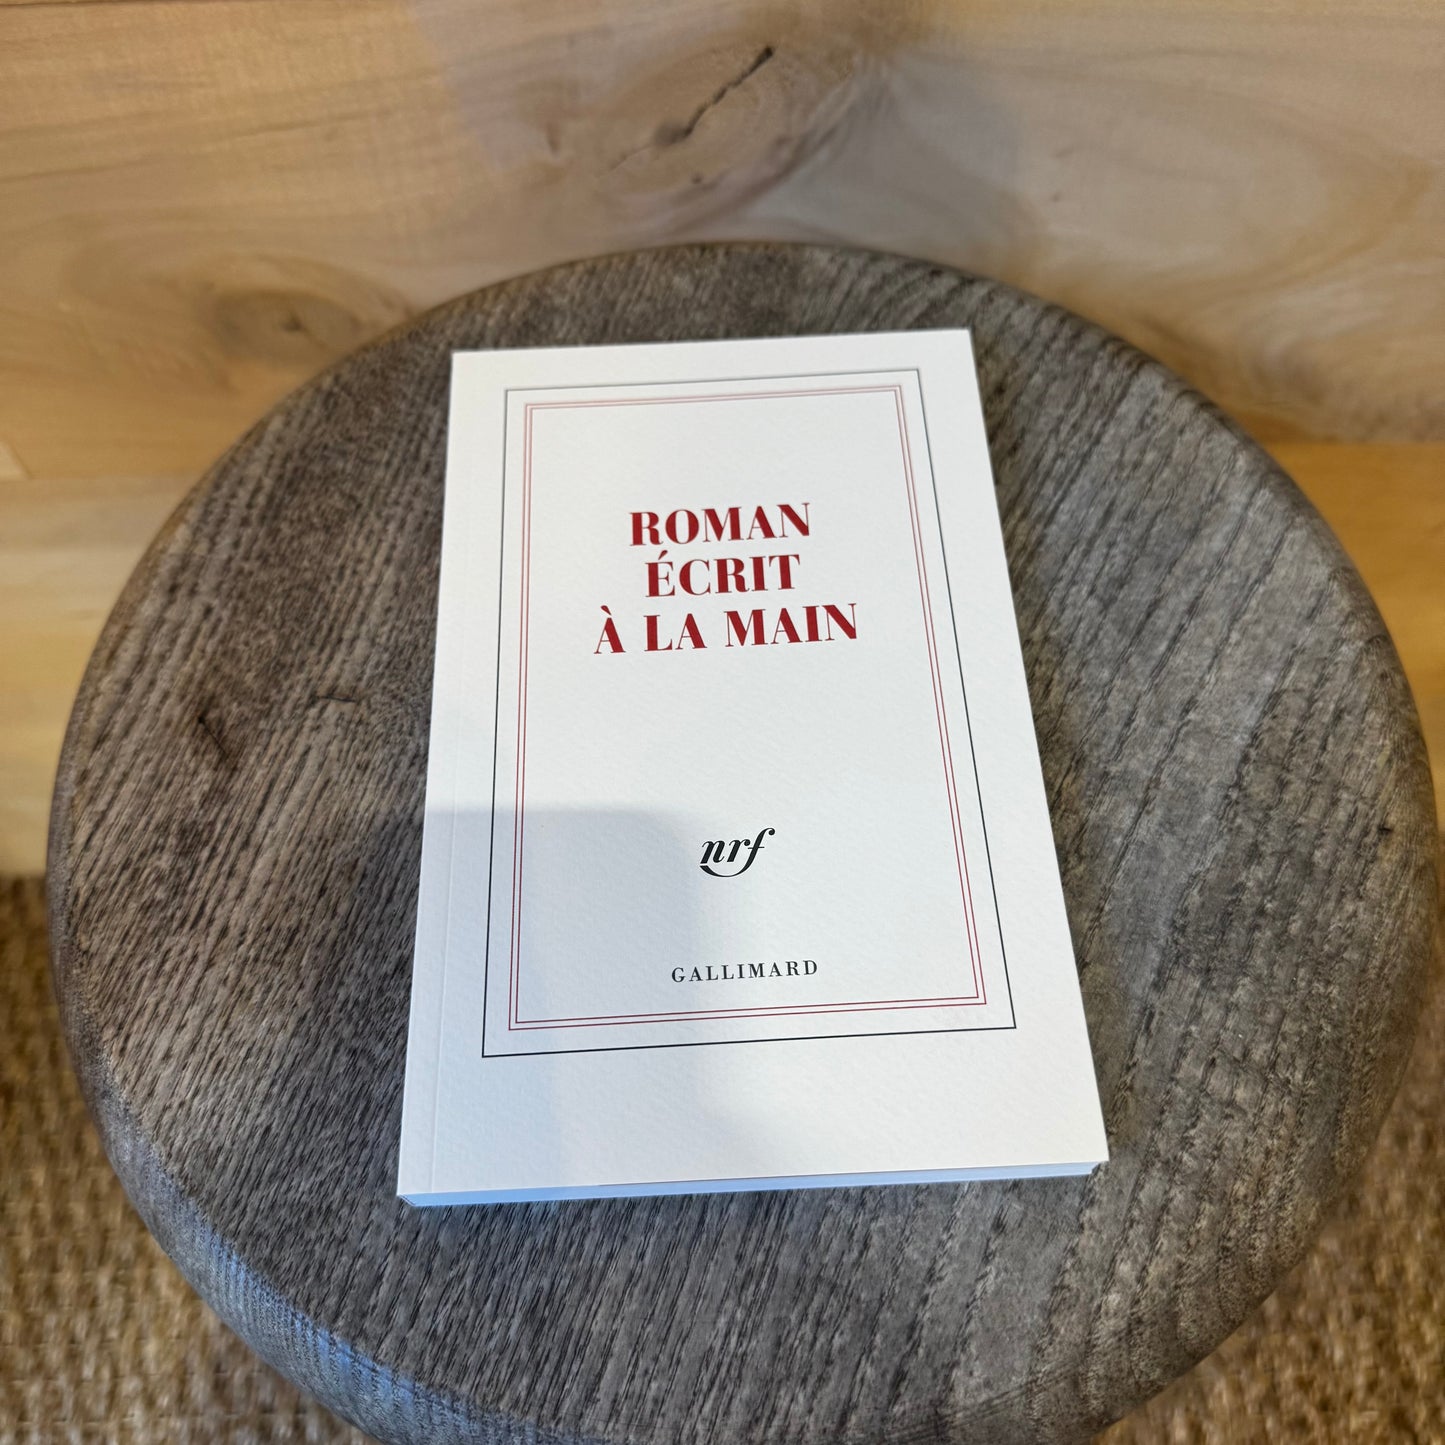 ROMAN
ÉCRIT
À LA MAIN
nrf
GALLIMARD